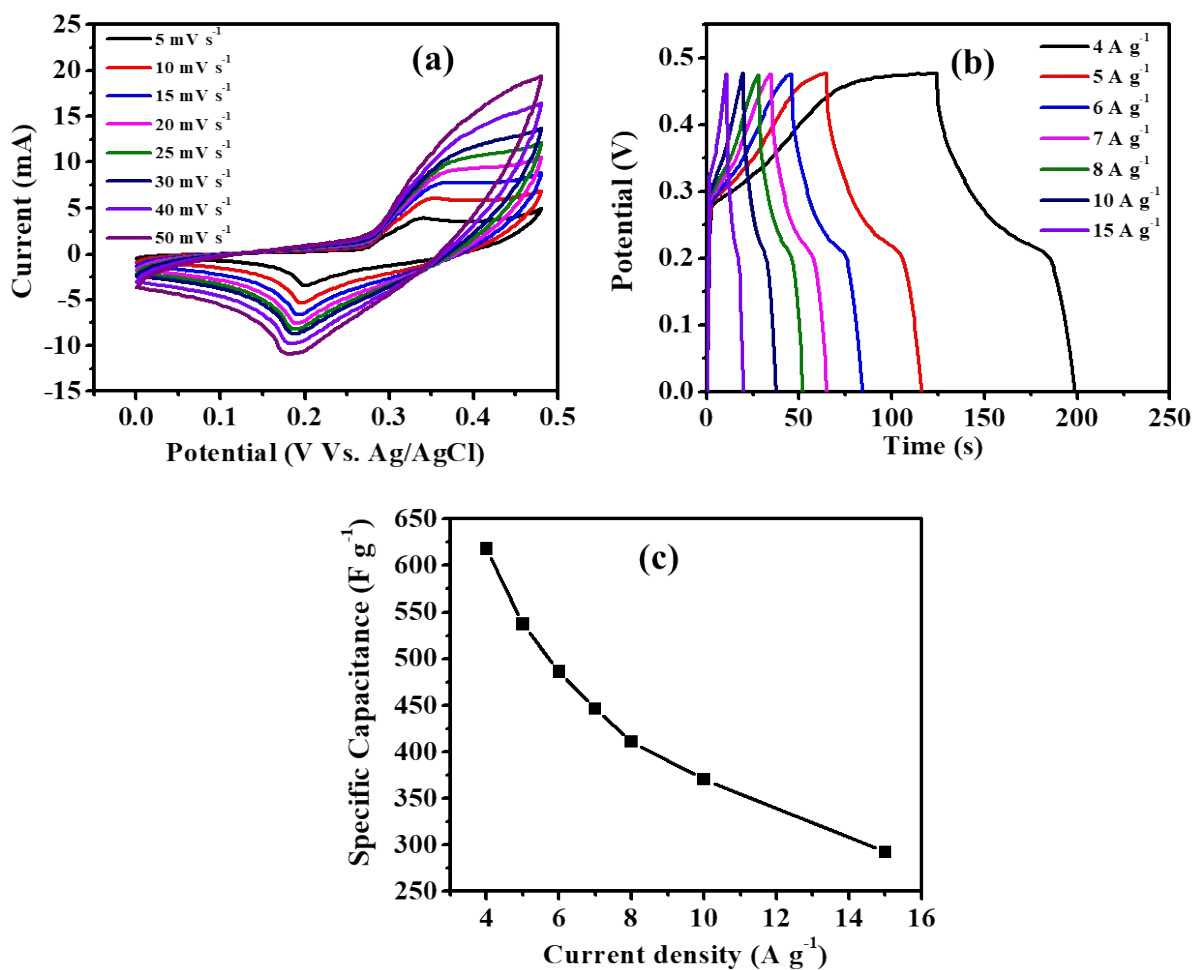 (a)
25
20
15
10
5
0
-5
-10
-15
Current (mA)
5 mV s⁻¹
10 mV s⁻¹
15 mV s⁻¹
20 mV s⁻¹
25 mV s⁻¹
30 mV s⁻¹
40 mV s⁻¹
50 mV s⁻¹
0.0 0.1 0.2 0.3 0.4 0.5
Potential (V Vs. Ag/AgCl)
(b)
0.5
0.4
0.3
0.2
0.1
0.0
Potential (V)
4 A g⁻¹
5 A g⁻¹
6 A g⁻¹
7 A g⁻¹
8 A g⁻¹
10 A g⁻¹
15 A g⁻¹
0 50 100 150 200 250
Time (s)
(c)
650
600
550
500
450
400
350
300
250
Specific Capacitance (F g⁻¹)
4 6 8 10 12 14 16
Current density (A g⁻¹)